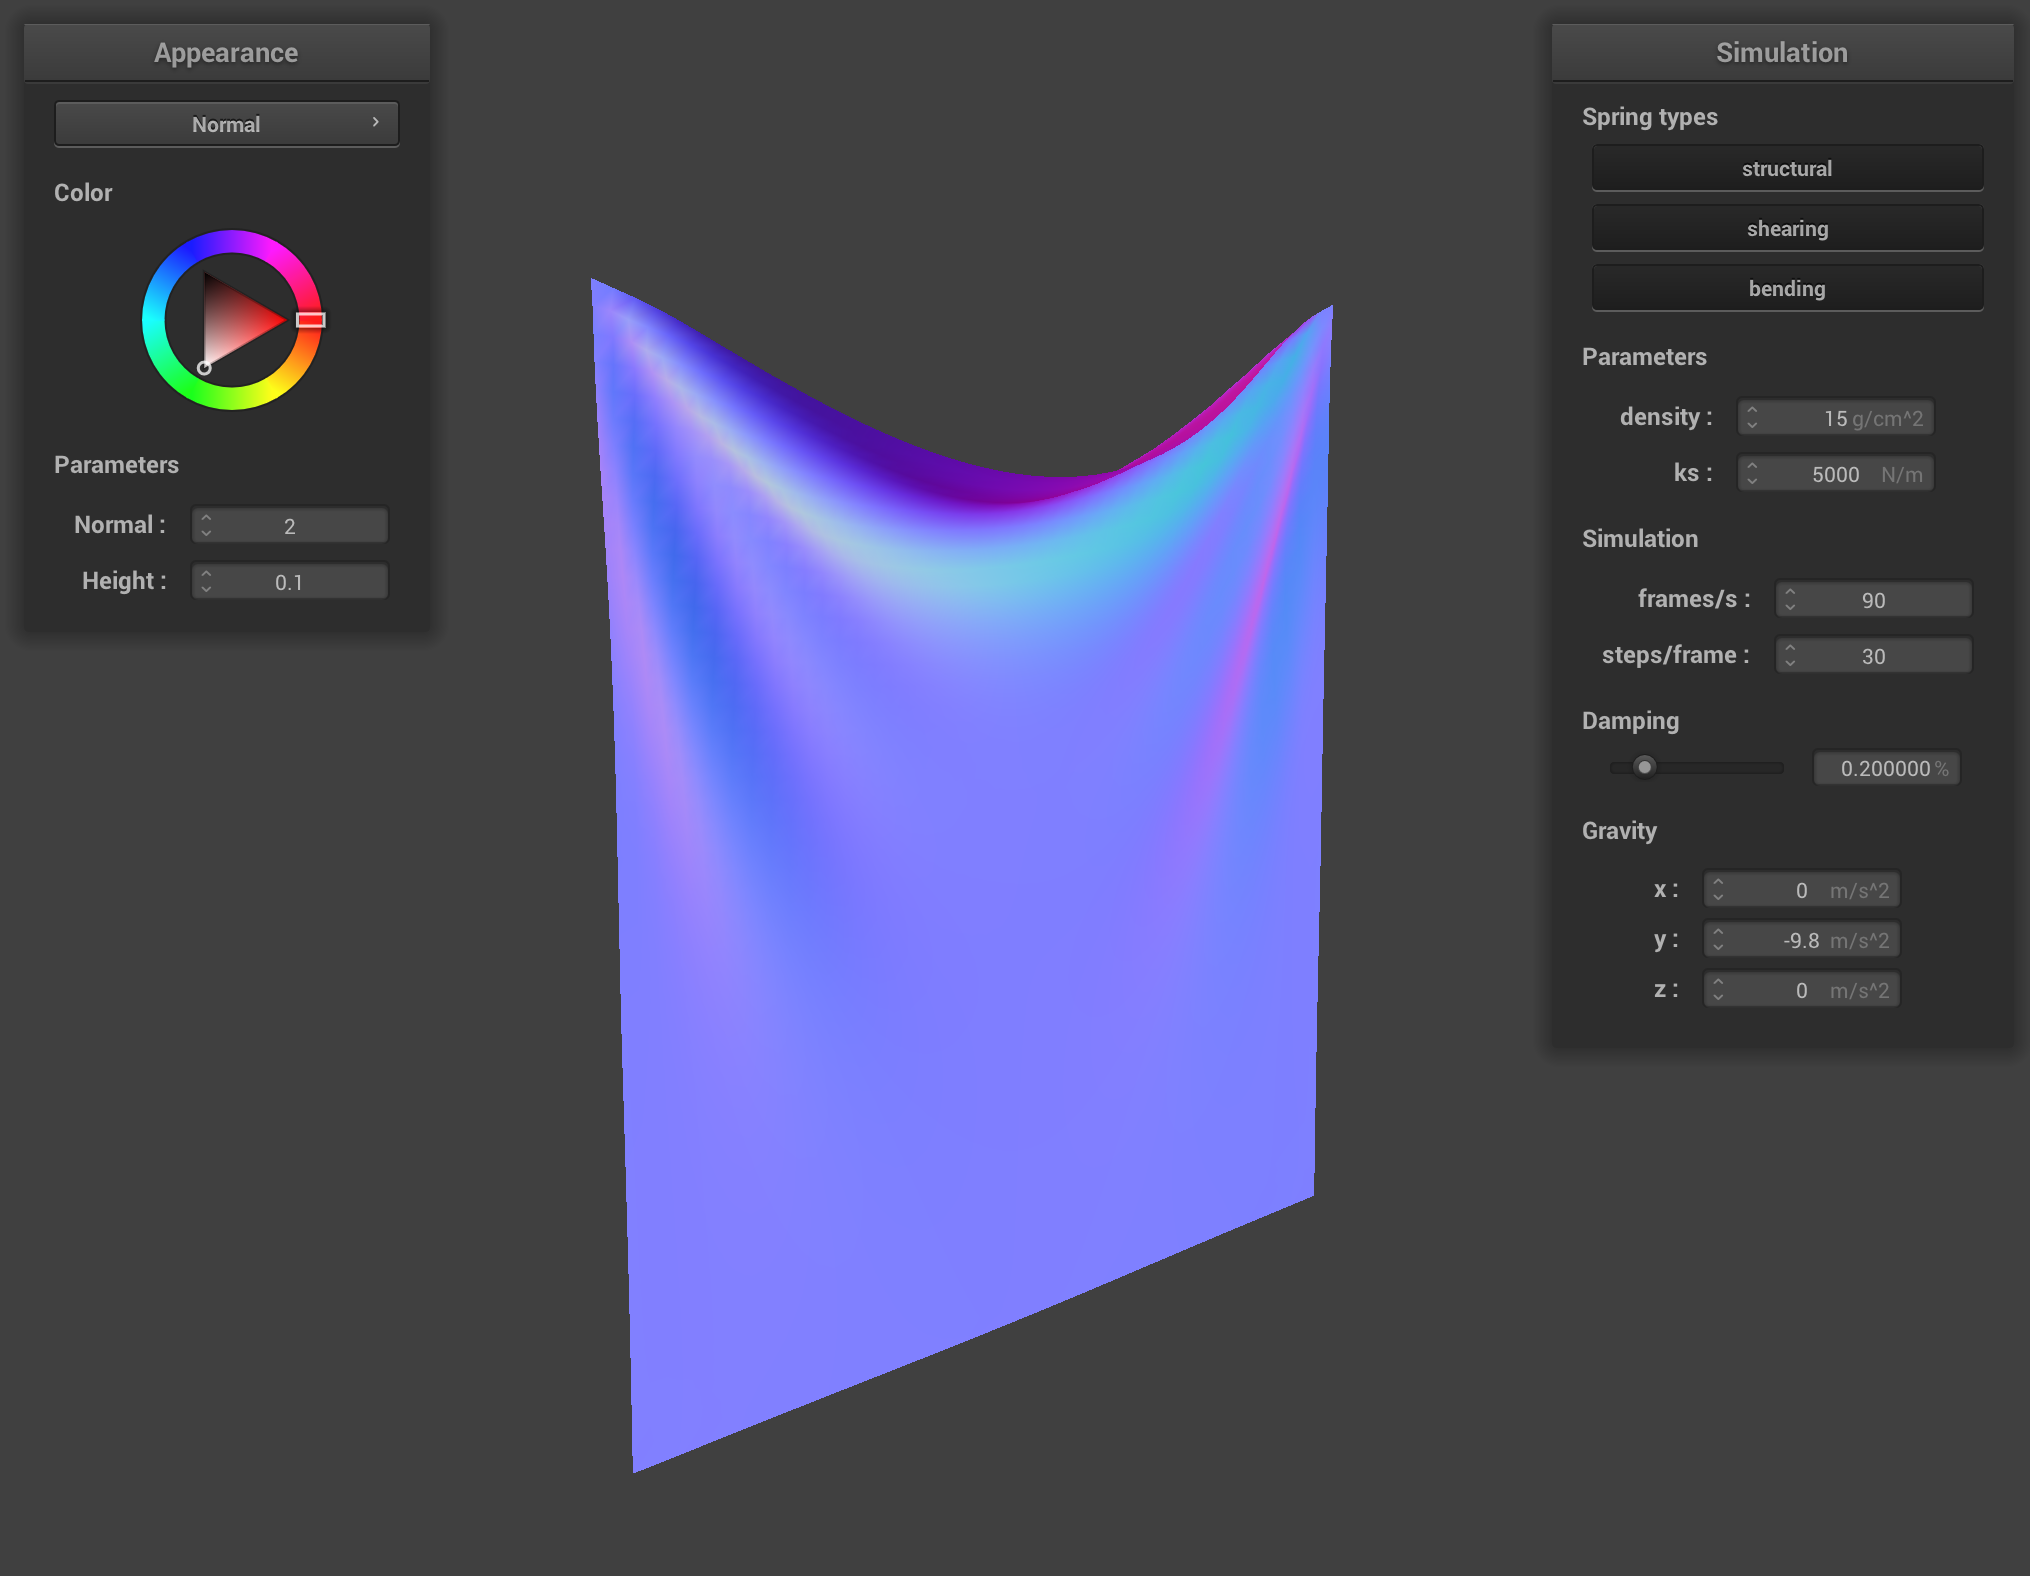 Appearance
Normal
Color
Parameters
Normal : 2
Height : 0.1
Simulation
Spring types
structural
shearing
bending
Parameters
density : 15 g/cm^2
ks : 5000 N/m
Simulation
frames/s : 90
steps/frame : 30
Damping
0.200000 %
Gravity
x : 0 m/s^2
y : -9.8 m/s^2
z : 0 m/s^2